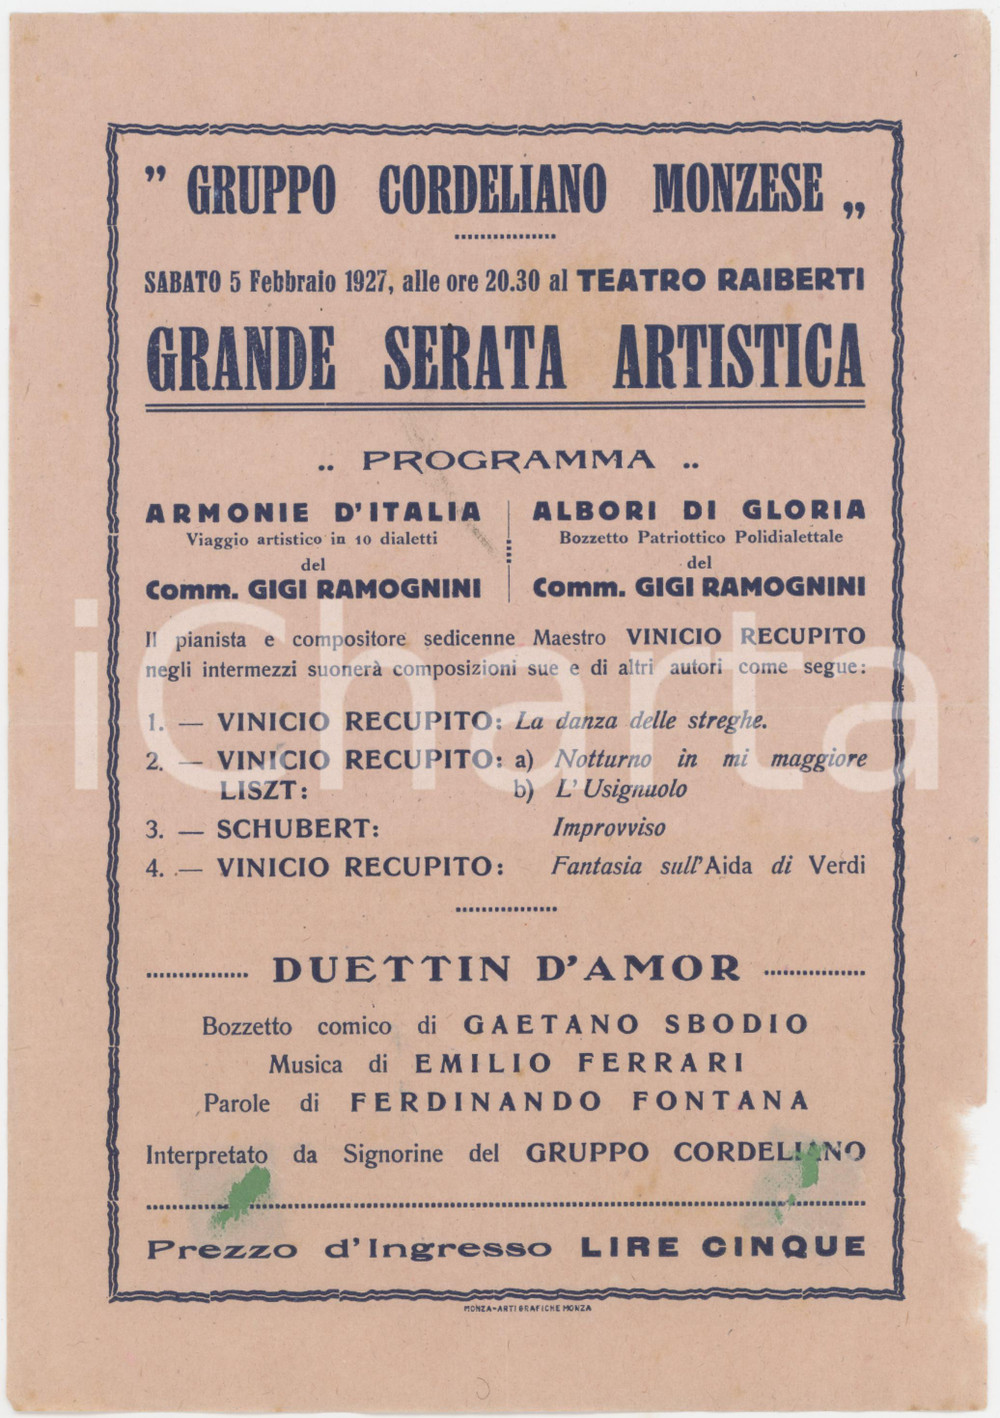 ” GRUPPO CORDELIANO MONZESE „
SABATO 5 Febbraio 1927, alle ore 20.30 al TEATRO RAIBERTI
GRANDE SERATA ARTISTICA
.. PROGRAMMA ..
ARMONIE D'ITALIA
Viaggio artistico in 10 dialetti
del
Comm. GIGI RAMOGNINI
ALBORI DI GLORIA
Bozzetto Patriottico Polidialettale
del
Comm. GIGI RAMOGNINI
Il pianista e compositore sedicenne Maestro VINICIO RECUPITO
negli intermezzi suonerà composizioni sue e di altri autori come segue:
1. — VINICIO RECUPITO: La danza delle streghe.
2. — VINICIO RECUPITO: a) Notturno in mi maggiore
LISZT: b) L' Usignuolo
3. — SCHUBERT: Improvviso
4. — VINICIO RECUPITO: Fantasia sull'Aida di Verdi
DUETTIN D'AMOR
Bozzetto comico di GAETANO SBODIO
Musica di EMILIO FERRARI
Parole di FERDINANDO FONTANA
Interpretato da Signorine del GRUPPO CORDELIANO
Prezzo d'Ingresso LIRE CINQUE
MONZA-ARTI GRAFICHE MONZA
iCharta